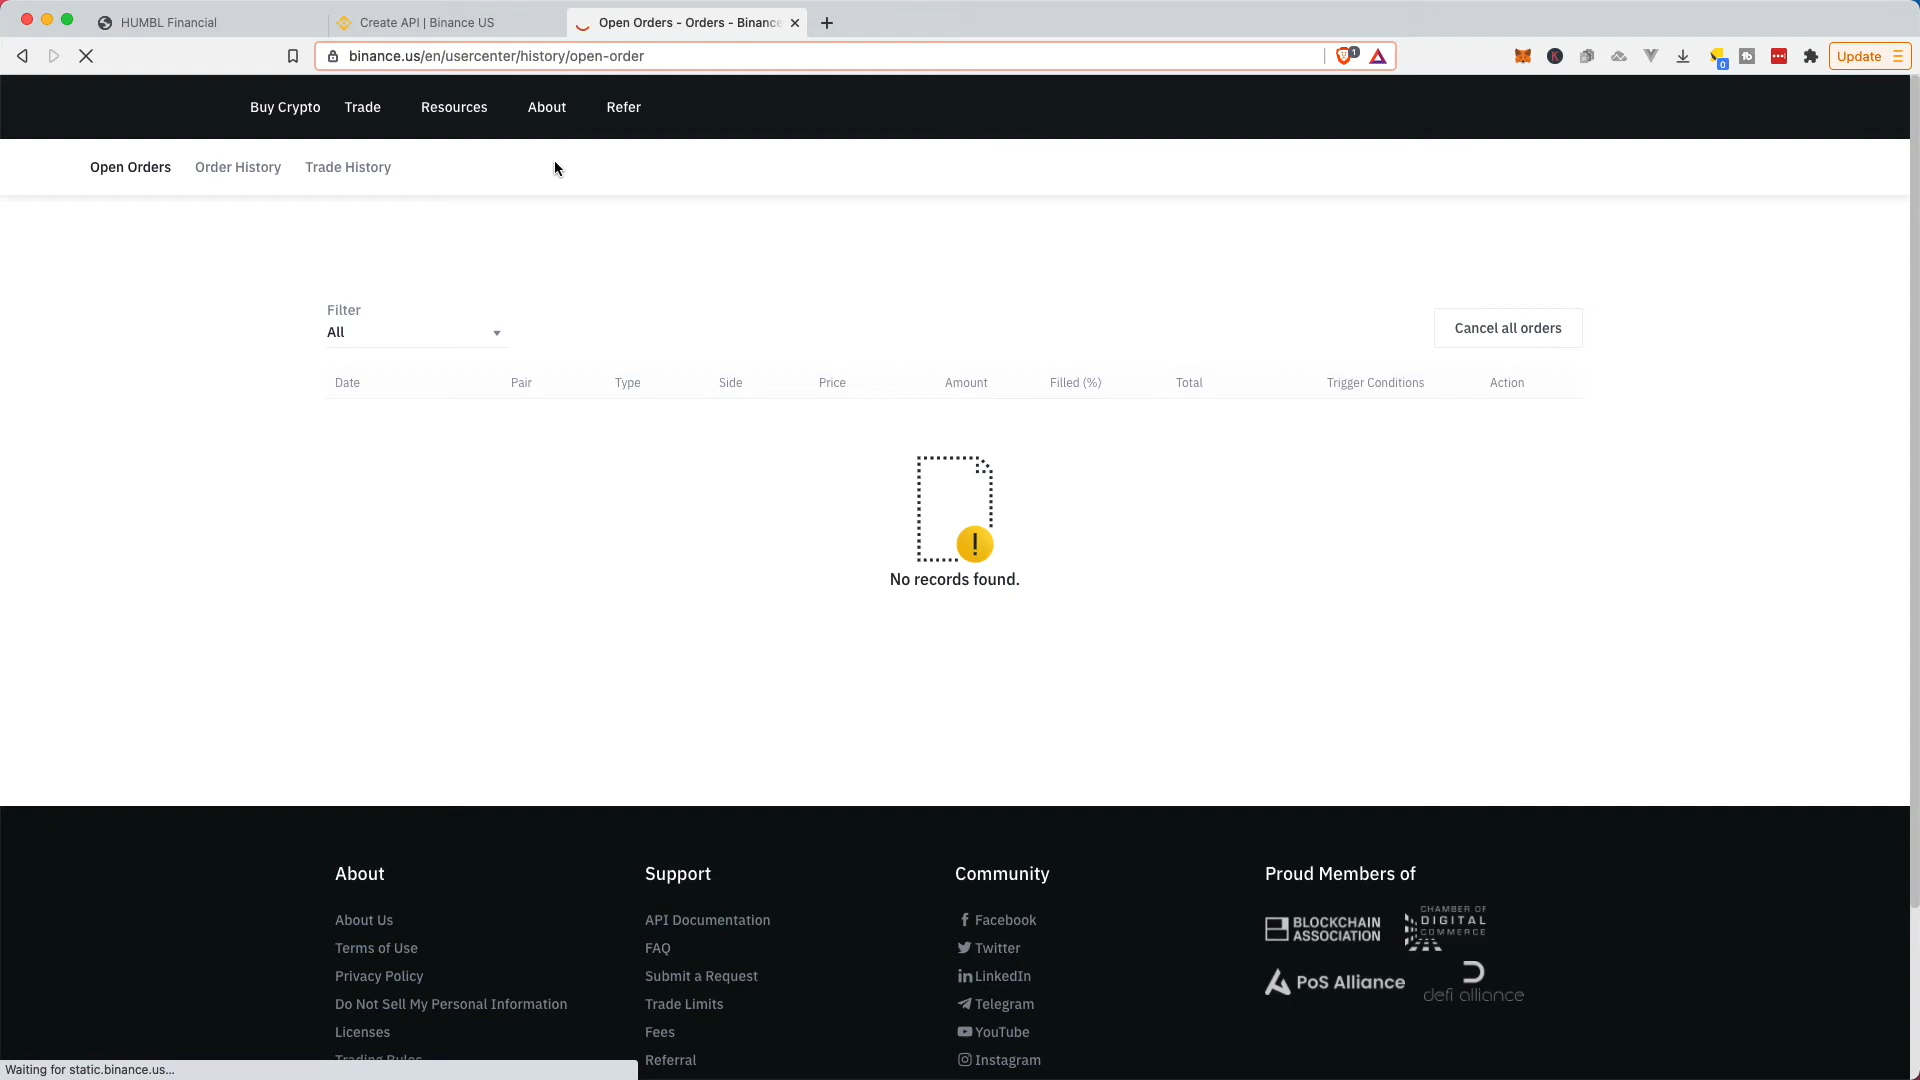 HUMBL Financial
Create API | Binance US
Open Orders - Orders - Binance
binance.us/en/usercenter/history/open-order
1
0
Update
Buy Crypto
Trade
Resources
About
Refer
Open Orders
Order History
Trade History
Filter
All
Cancel all orders
Date
Pair
Type
Side
Price
Amount
Filled (%)
Total
Trigger Conditions
Action
!
No records found.
About
About Us
Terms of Use
Privacy Policy
Do Not Sell My Personal Information
Licenses
Trading Rules
Support
API Documentation
FAQ
Submit a Request
Trade Limits
Fees
Referral
Community
Facebook
Twitter
LinkedIn
Telegram
YouTube
Instagram
Proud Members of
BLOCKCHAIN
ASSOCIATION
CHAMBER OF
DIGITAL
COMMERCE
PoS Alliance
defi alliance
Waiting for static.binance.us...